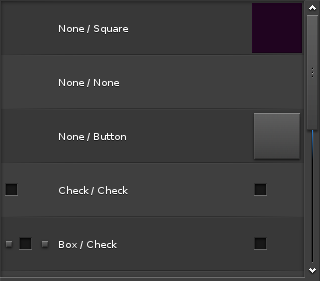 None / Square
None / None
None / Button
Check / Check
Box / Check